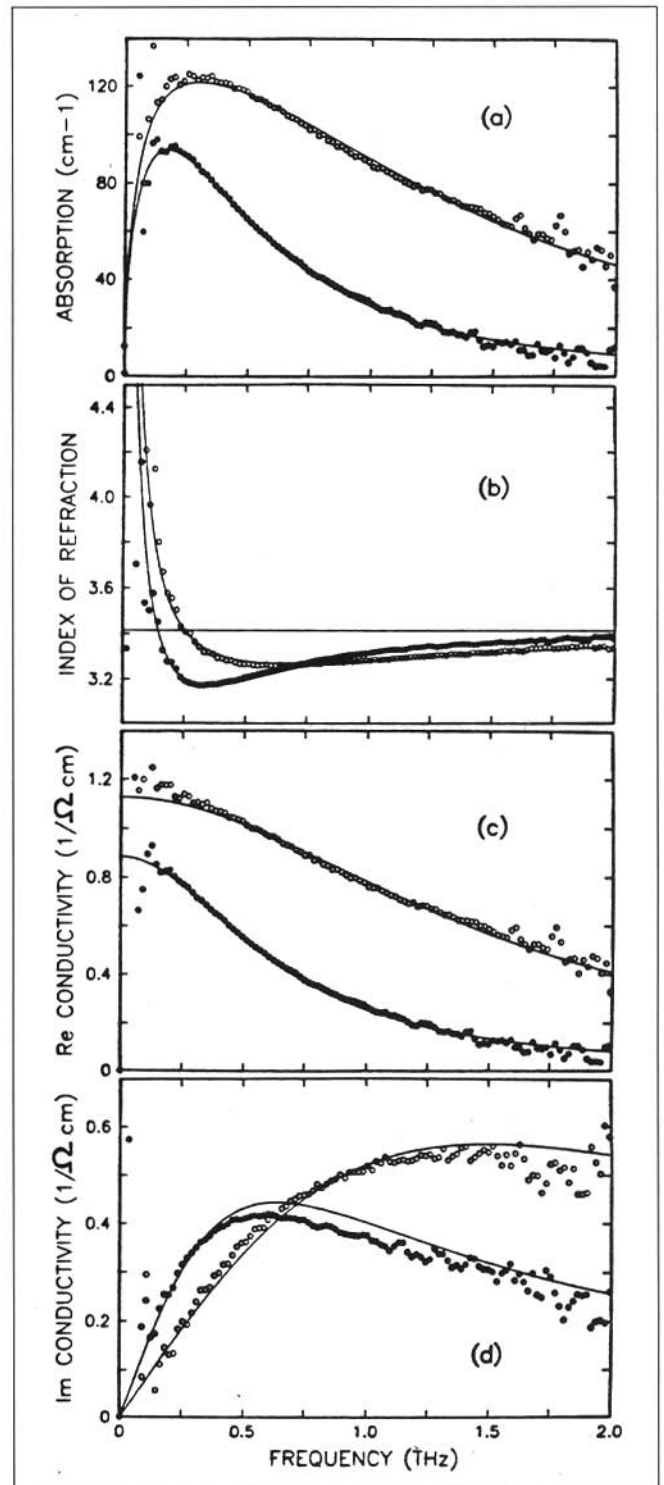 120
80
40
0
ABSORPTION (cm-1)
(a)
4.4
4.0
3.6
3.2
INDEX OF REFRACTION
(b)
1.2
0.8
0.4
0
Re CONDUCTIVITY (1/Ω cm)
(c)
0.6
0.4
0.2
0
Im CONDUCTIVITY (1/Ω cm)
(d)
0 0.5 1.0 1.5 2.0
FREQUENCY (THz)